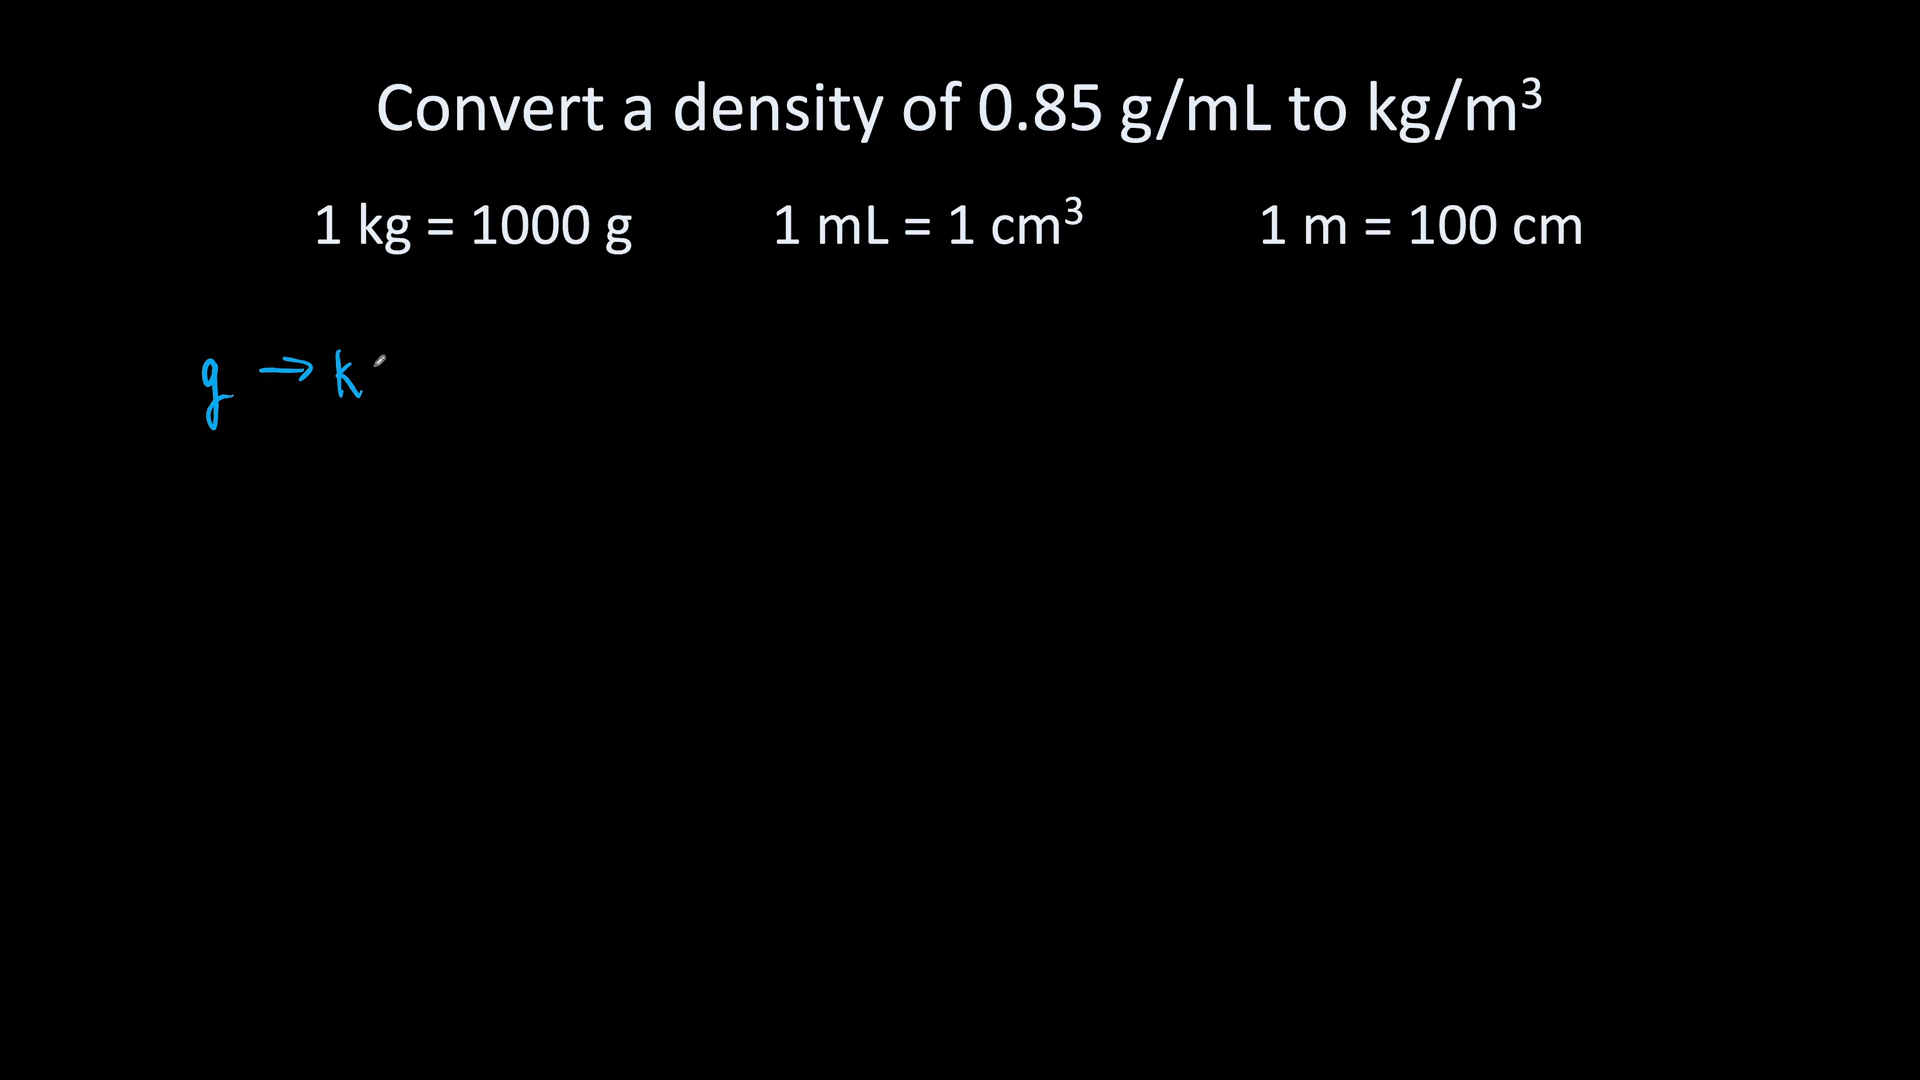 Convert a density of 0.85 g/mL to kg/m³
1 kg = 1000 g 1 mL = 1 cm³ 1 m = 100 cm
g → k